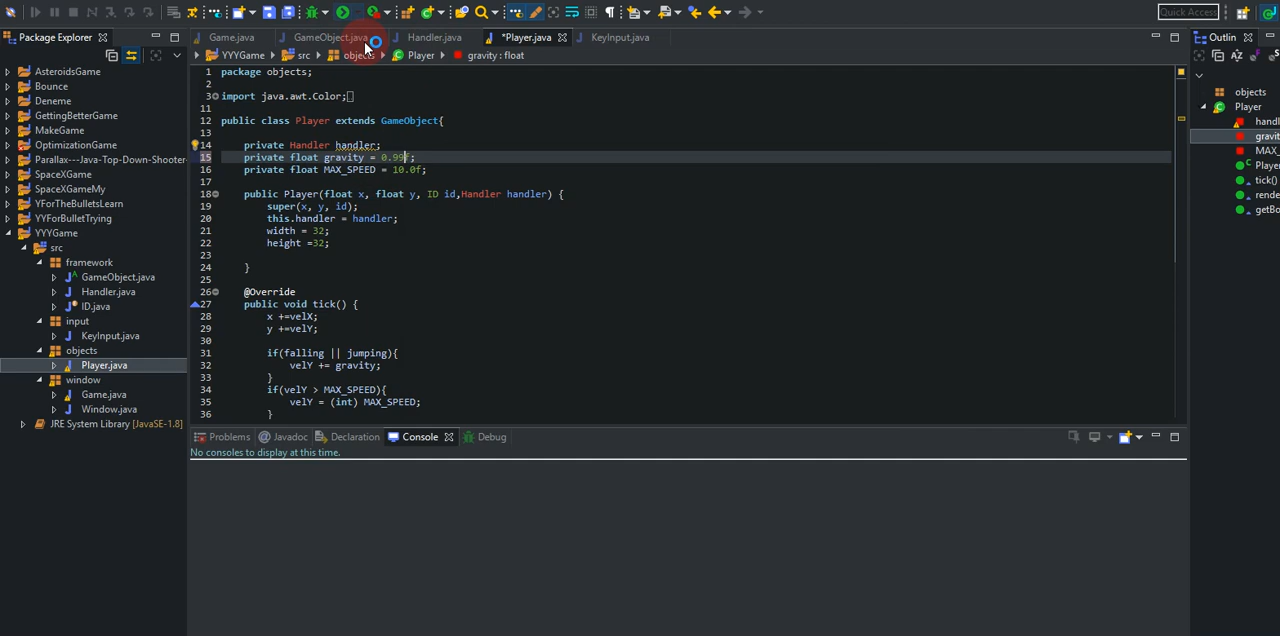 Quick Access
Package Explorer
Game.java
GameObject.java
Handler.java
*Player.java
KeyInput.java
Outlin
YYYGame
src
objects
Player
gravity : float
AsteroidsGame
Bounce
Deneme
GettingBetterGame
MakeGame
OptimizationGame
Parallax---Java-Top-Down-Shooter-
SpaceXGame
SpaceXGameMy
YForTheBulletsLearn
YYForBulletTrying
YYYGame
src
framework
GameObject.java
Handler.java
ID.java
input
KeyInput.java
objects
Player.java
window
Game.java
Window.java
JRE System Library [JavaSE-1.8]
1 package objects;
2
3 import java.awt.Color;
11
12 public class Player extends GameObject{
13
14 private Handler handler;
15 private float gravity = 0.99f;
16 private float MAX_SPEED = 10.0f;
17
18 public Player(float x, float y, ID id,Handler handler) {
19 super(x, y, id);
20 this.handler = handler;
21 width = 32;
22 height =32;
23
24 }
25
26 @Override
27 public void tick() {
28 x +=velX;
29 y +=velY;
30
31 if(falling || jumping){
32 velY += gravity;
33 }
34 if(velY > MAX_SPEED){
35 velY = (int) MAX_SPEED;
36 }
objects
Player
handl
gravit
MAX_
Player
tick()
rende
getBo
Problems
Javadoc
Declaration
Console
Debug
No consoles to display at this time.